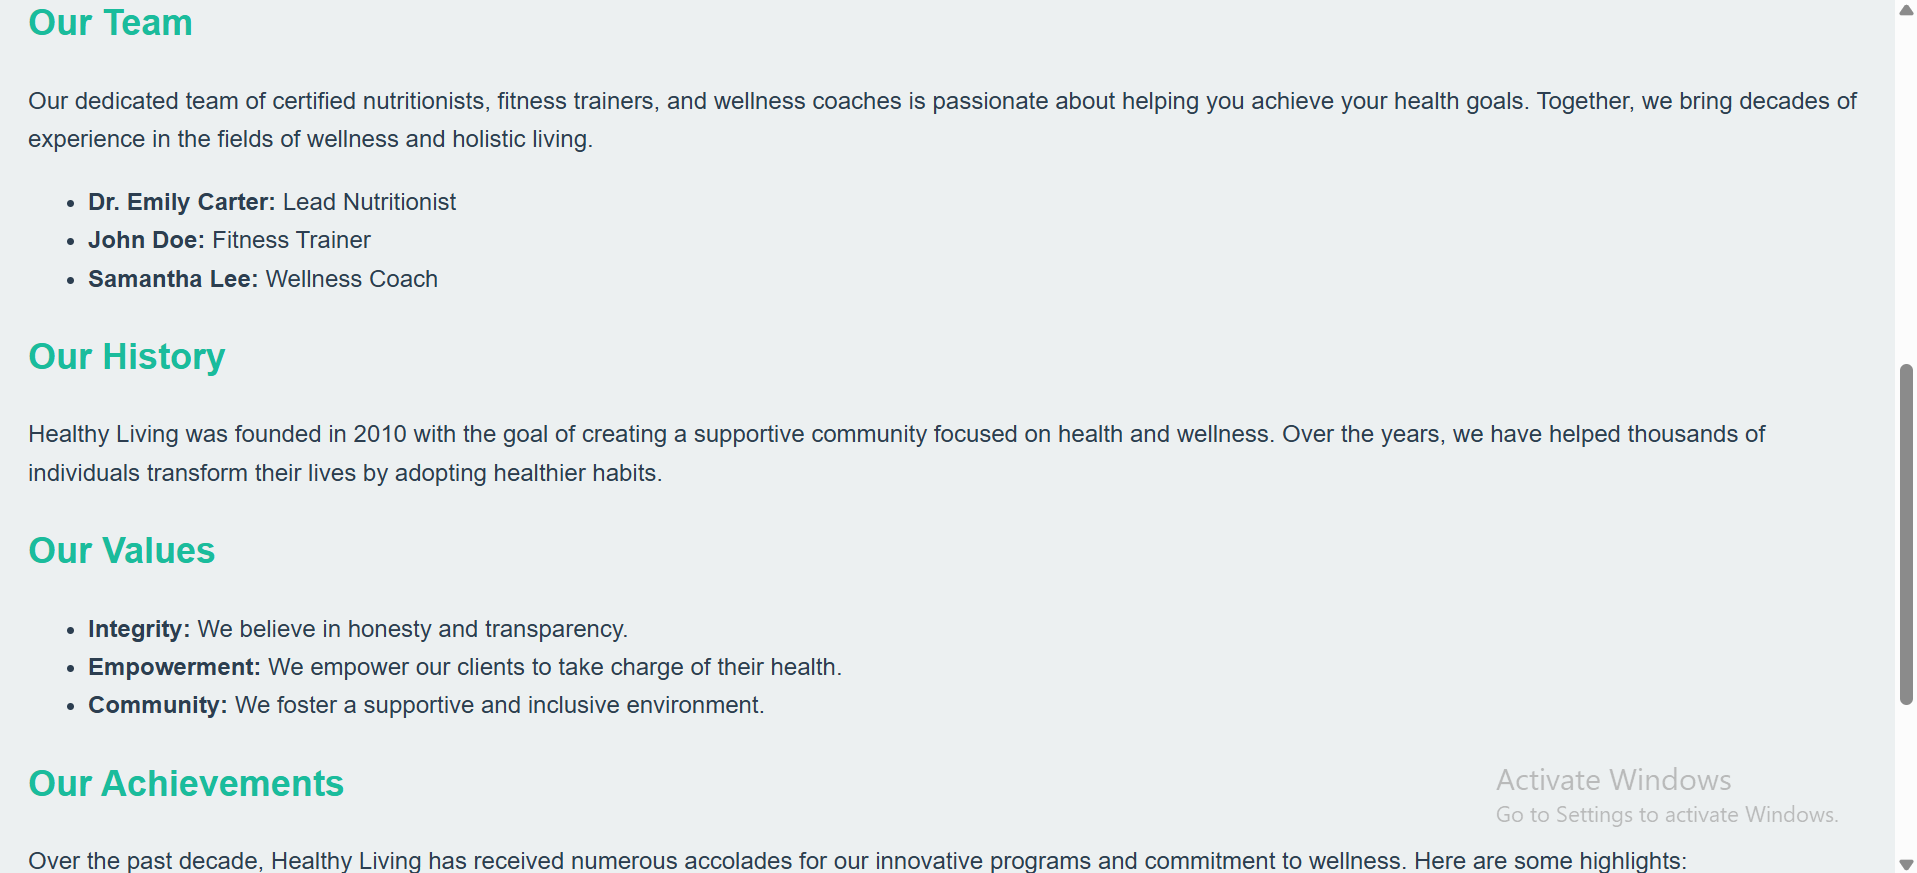 Our Team
Our dedicated team of certified nutritionists, fitness trainers, and wellness coaches is passionate about helping you achieve your health goals. Together, we bring decades of
experience in the fields of wellness and holistic living.
Dr. Emily Carter: Lead Nutritionist
John Doe: Fitness Trainer
Samantha Lee: Wellness Coach
Our History
Healthy Living was founded in 2010 with the goal of creating a supportive community focused on health and wellness. Over the years, we have helped thousands of
individuals transform their lives by adopting healthier habits.
Our Values
Integrity: We believe in honesty and transparency.
Empowerment: We empower our clients to take charge of their health.
Community: We foster a supportive and inclusive environment.
Our Achievements
Activate Windows
Go to Settings to activate Windows.
Over the past decade, Healthy Living has received numerous accolades for our innovative programs and commitment to wellness. Here are some highlights: